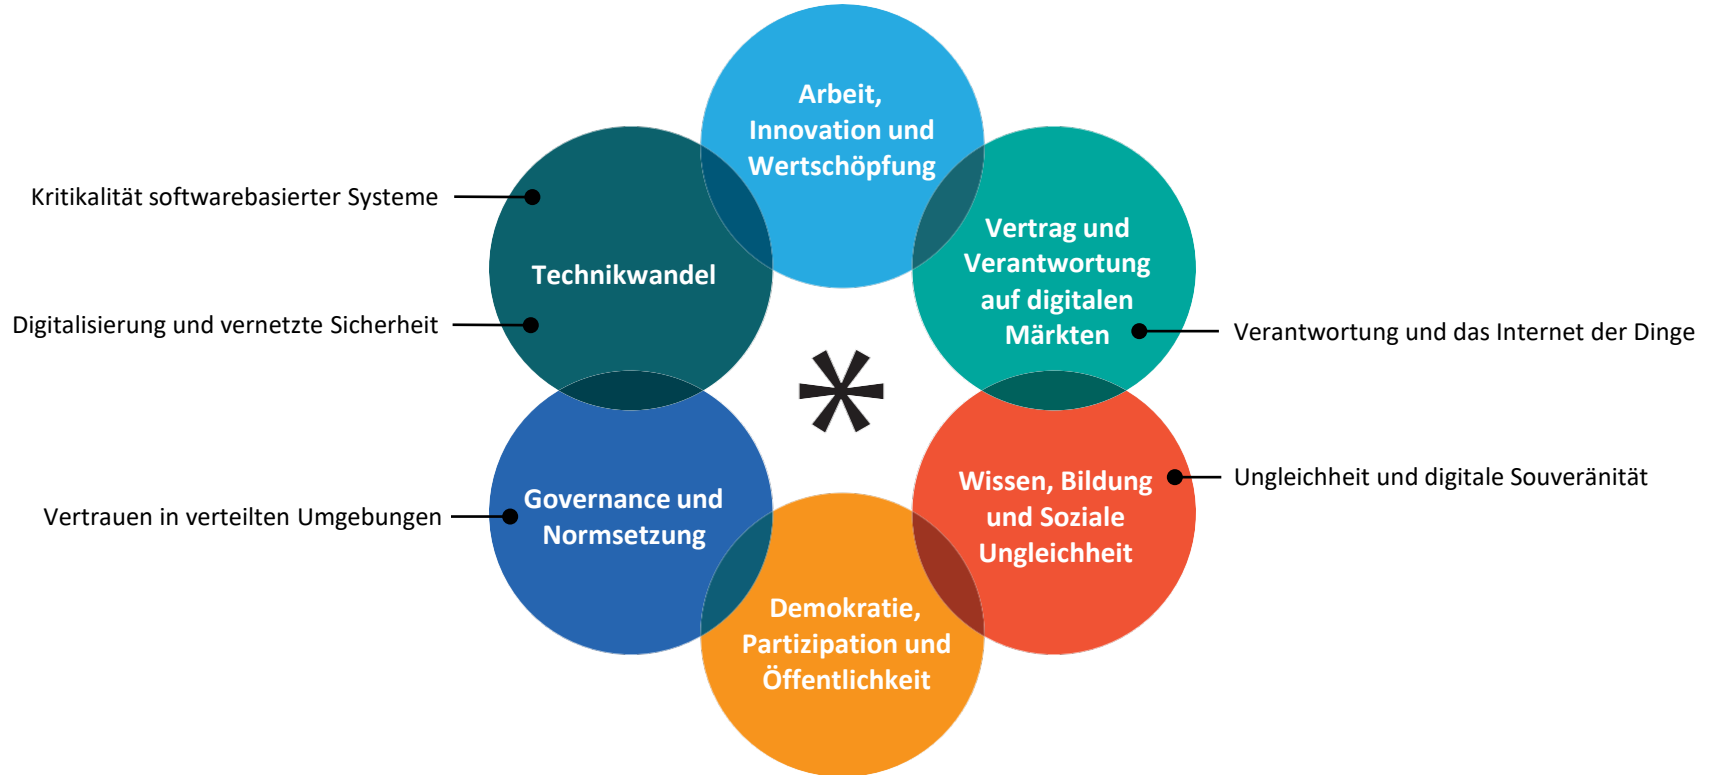 Arbeit,
Innovation und
Wertschöpfung
Kritikalität softwarebasierter Systeme
Technikwandel
Digitalisierung und vernetzte Sicherheit
Vertrag und
Verantwortung
auf digitalen
Märkten
Verantwortung und das Internet der Dinge
*
Governance und
Normsetzung
Vertrauen in verteilten Umgebungen
Wissen, Bildung
und Soziale
Ungleichheit
Ungleichheit und digitale Souveränität
Demokratie,
Partizipation und
Öffentlichkeit